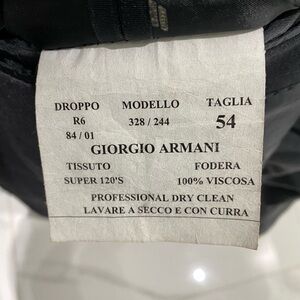 DROPPO MODELLO TAGLIA
R6 328 / 244 54
84 / 01
GIORGIO ARMANI
TISSUTO FODERA
SUPER 120'S 100% VISCOSA
PROFESSIONAL DRY CLEAN
LAVARE A SECCO E CON CURRA